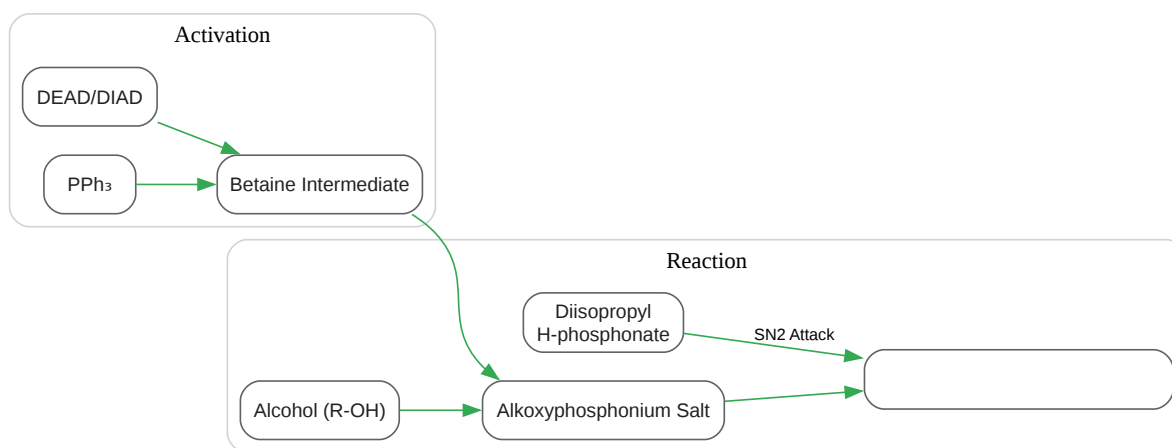 Activation
DEAD/DIAD
PPh₃
Betaine Intermediate
Reaction
Diisopropyl
H-phosphonate
SN2 Attack
Alcohol (R-OH)
Alkoxyphosphonium Salt